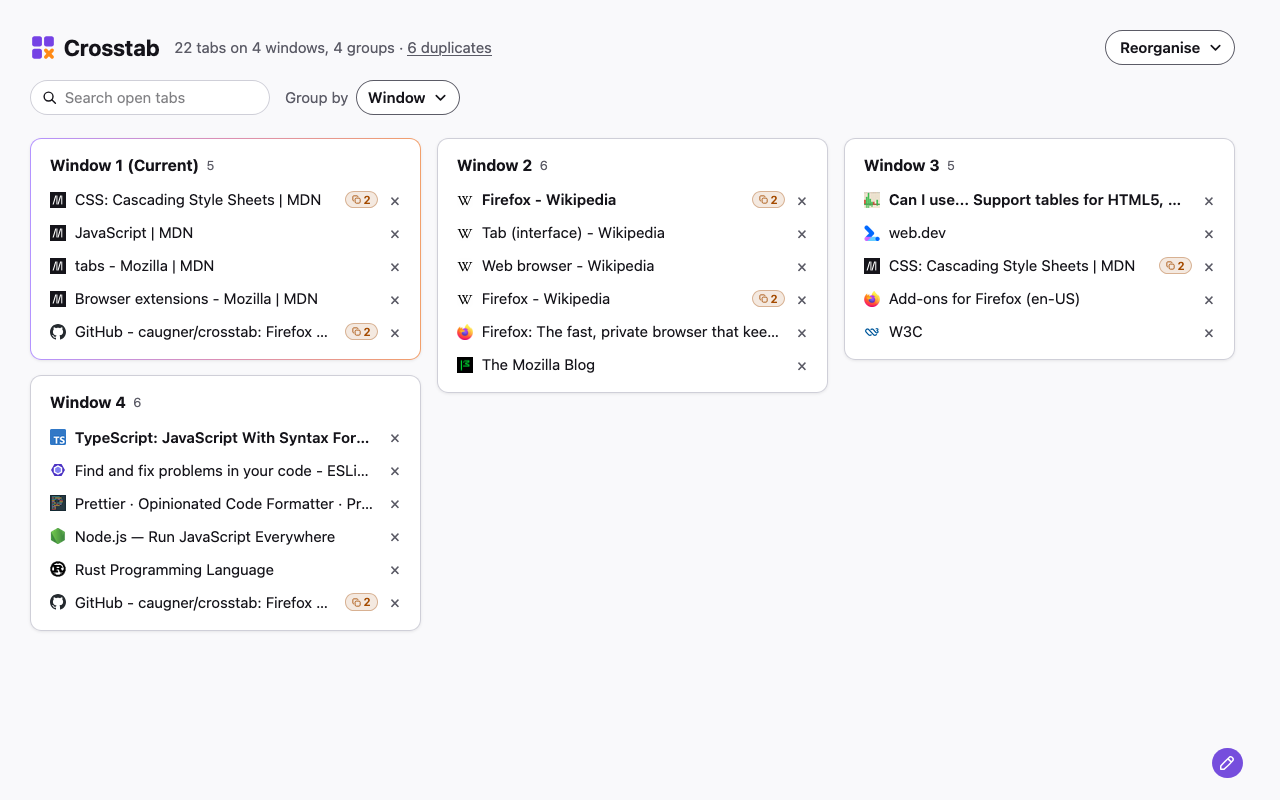 Crosstab 22 tabs on 4 windows, 4 groups · 6 duplicates
Reorganise
Search open tabs
Group by Window
Window 1 (Current) 5
CSS: Cascading Style Sheets | MDN 2
JavaScript | MDN
tabs - Mozilla | MDN
Browser extensions - Mozilla | MDN
GitHub - caugner/crosstab: Firefox ... 2
Window 2 6
Firefox - Wikipedia 2
Tab (interface) - Wikipedia
Web browser - Wikipedia
Firefox - Wikipedia 2
Firefox: The fast, private browser that kee...
The Mozilla Blog
Window 3 5
Can I use... Support tables for HTML5, ...
web.dev
CSS: Cascading Style Sheets | MDN 2
Add-ons for Firefox (en-US)
W3C
Window 4 6
TypeScript: JavaScript With Syntax For...
Find and fix problems in your code - ESLi...
Prettier · Opinionated Code Formatter · Pr...
Node.js — Run JavaScript Everywhere
Rust Programming Language
GitHub - caugner/crosstab: Firefox ... 2